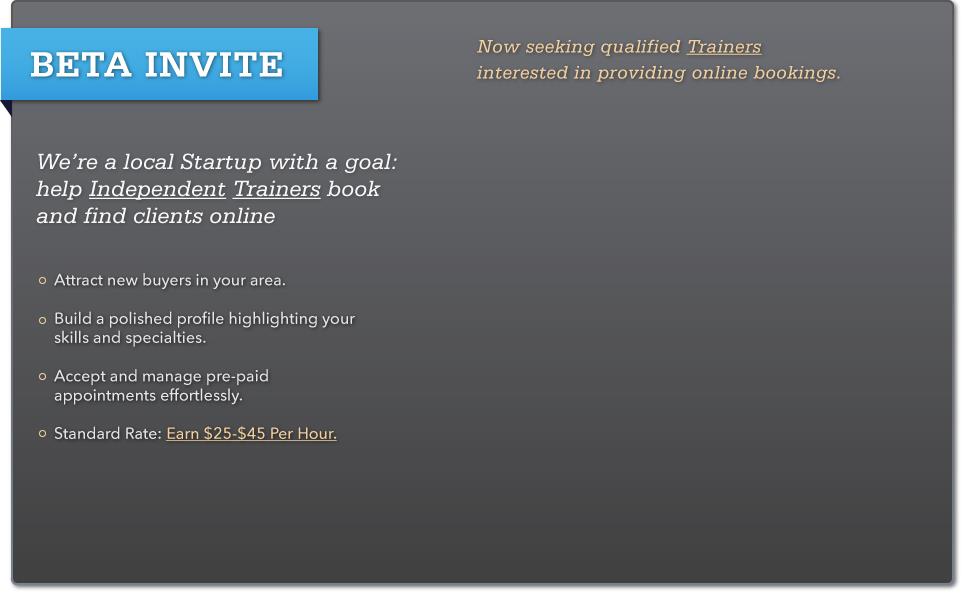 BETA INVITE
Now seeking qualified Trainers
interested in providing online bookings.
We're a local Startup with a goal:
help Independent Trainers book
and find clients online
Attract new buyers in your area.
Build a polished profile highlighting your
skills and specialties.
Accept and manage pre-paid
appointments effortlessly.
Standard Rate: Earn $25-$45 Per Hour.